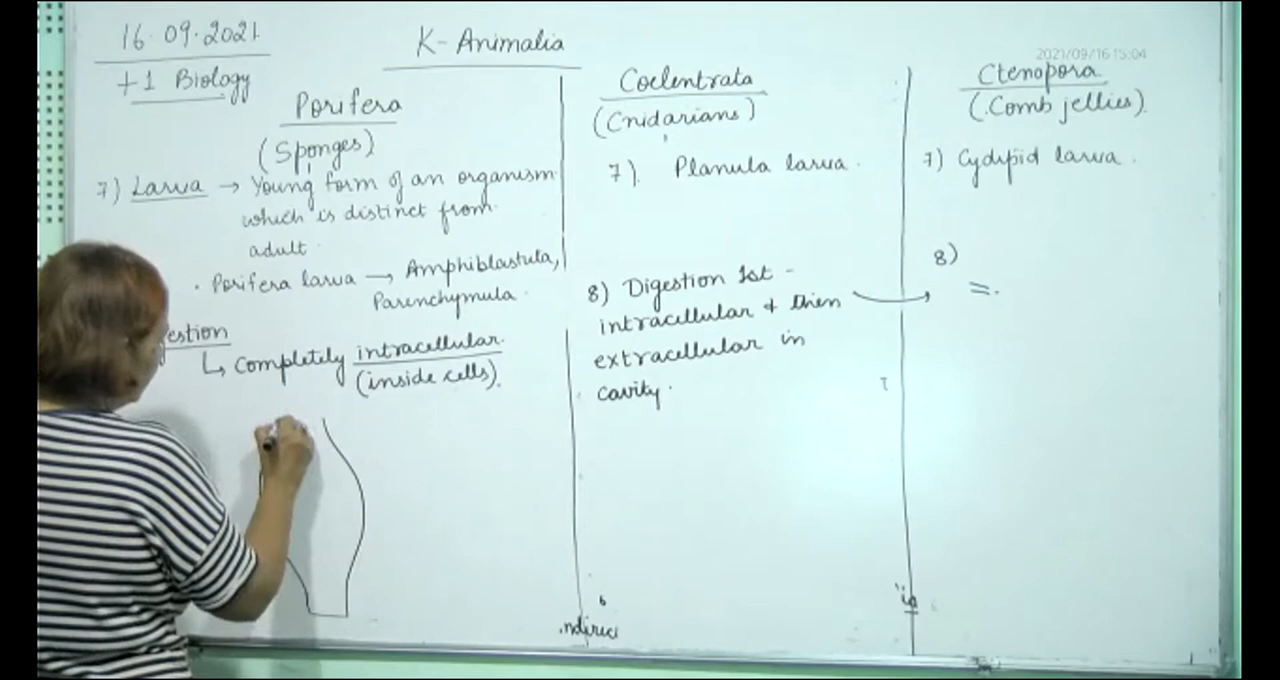 16.09.2021
+1 Biology
K-Animalia
2021/09/16 15:04
Porifera
(Sponges)
7) Larva → Young form of an organism
which is distinct from
adult.
. Porifera larva → Amphiblastula,
Parenchymula.
estion
↳ Completely intracellular.
(inside cells).
Coelentrata
(Cnidarians)
7). Planula larva.
8) Digestion 1st -
intracellular & then
extracellular in
cavity.
Ctenopora
(Comb jellies).
7) Cydipid larva.
8)
=.